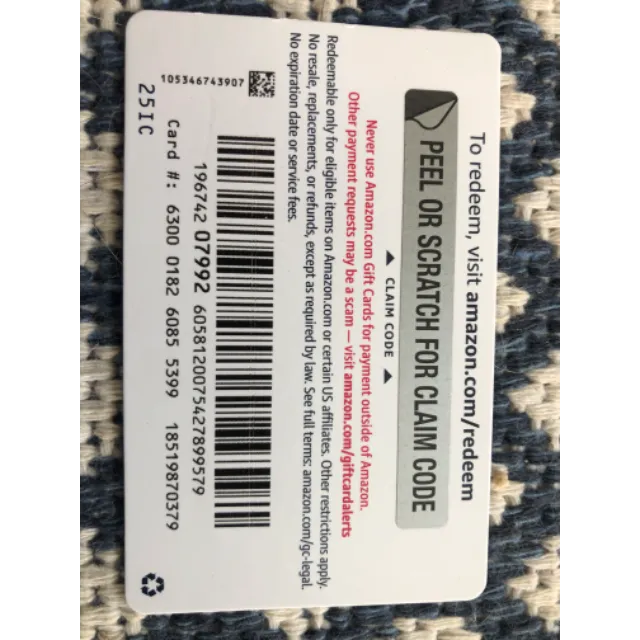 To redeem, visit amazon.com/redeem
PEEL OR SCRATCH FOR CLAIM CODE
▲ CLAIM CODE ▲
Never use Amazon.com Gift Cards for payment outside of Amazon.
Other payment requests may be a scam — visit amazon.com/giftcardalerts
Redeemable only for eligible items on Amazon.com or certain US affiliates. Other restrictions apply.
No resale, replacements, or refunds, except as required by law. See full terms: amazon.com/gc-legal.
No expiration date or service fees.
105346743907
196742 07992 6058120075427899579
Card #: 6300 0182 6085 5399 18519870379
25IC